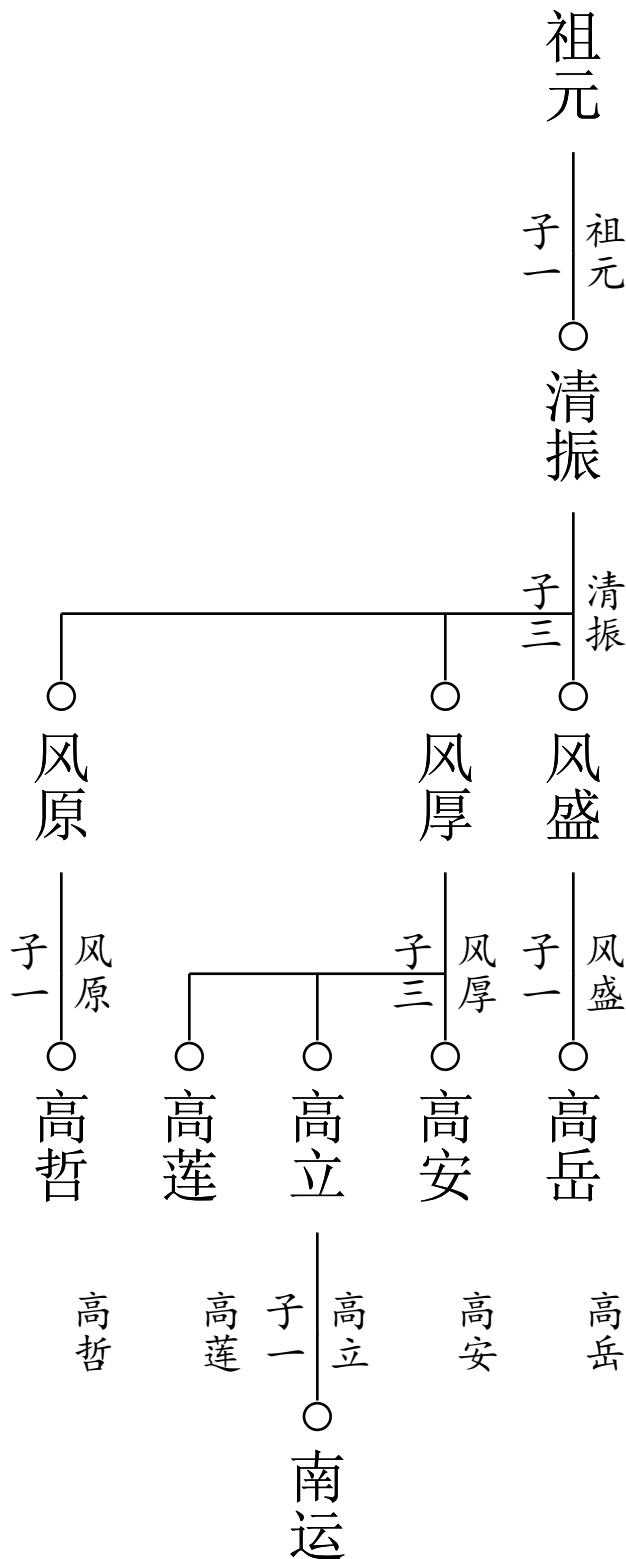 祖元
祖元
子一
清振
清振
子三
风盛
风厚
风原
风盛
子一
风厚
子三
风原
子一
高岳
高安
高立
高莲
高哲
高岳
高安
高立
子一
高莲
高哲
南运